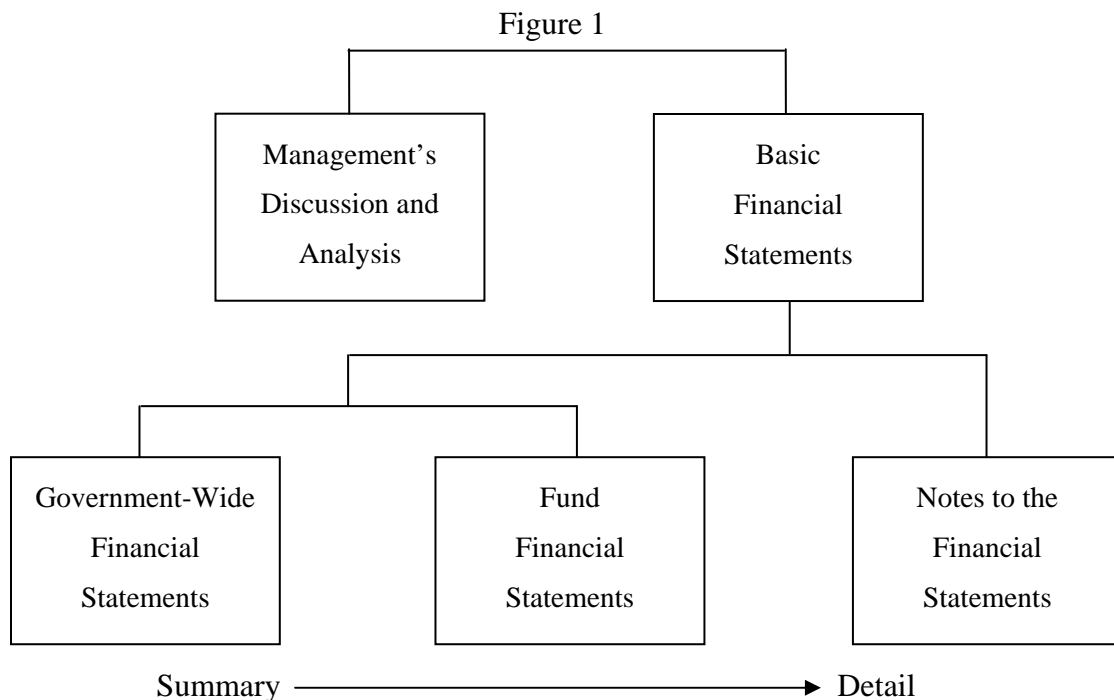 Figure 1
Management’s
Discussion and
Analysis
Basic
Financial
Statements
Government-Wide
Financial
Statements
Fund
Financial
Statements
Notes to the
Financial
Statements
Summary
Detail